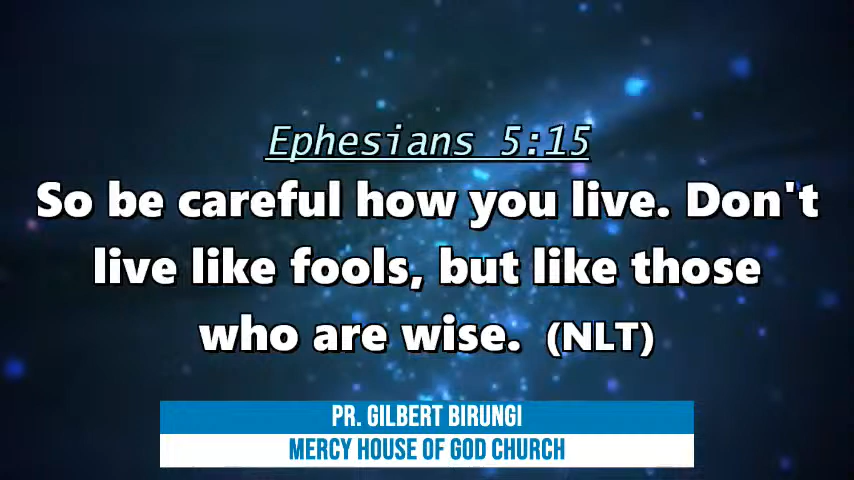 Ephesians 5:15
So be careful how you live. Don't
live like fools, but like those
who are wise. (NLT)
PR. GILBERT BIRUNGI
MERCY HOUSE OF GOD CHURCH